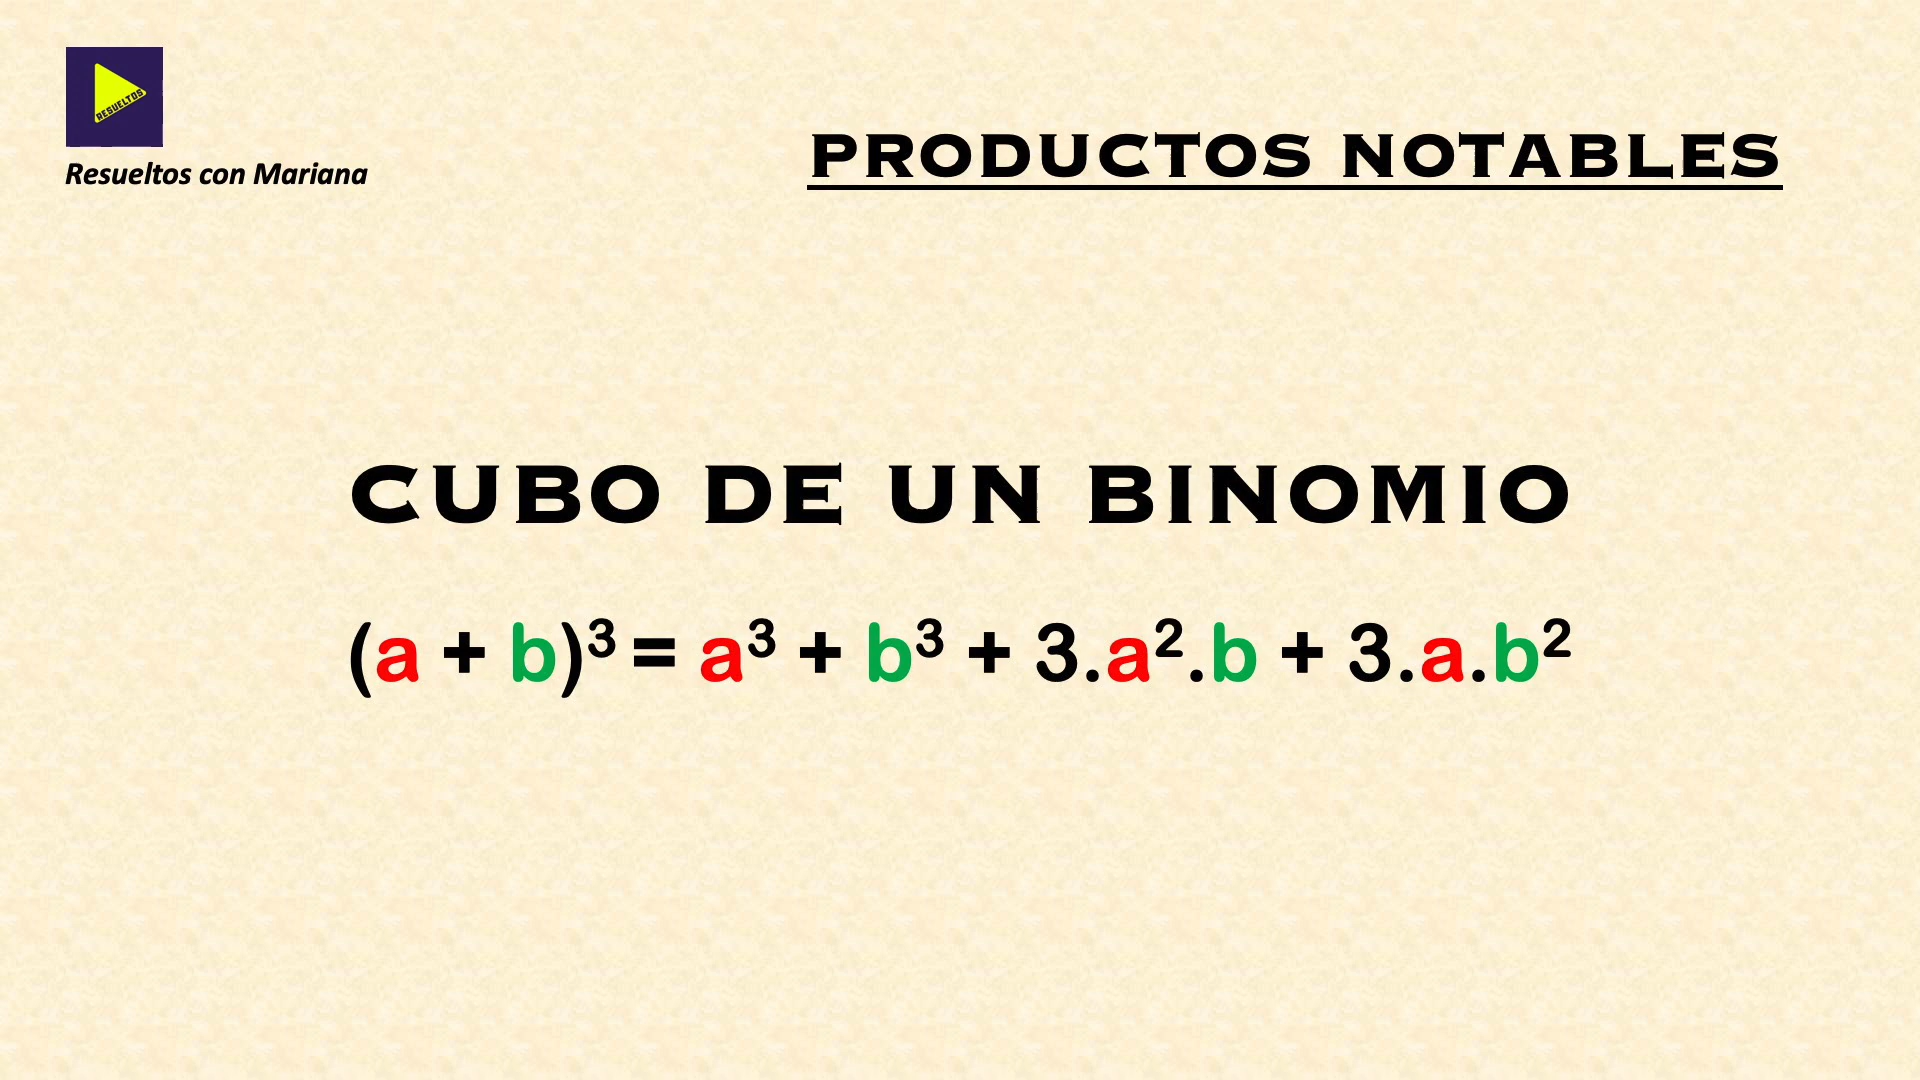 RESUELTOS
Resueltos con Mariana
PRODUCTOS NOTABLES
CUBO DE UN BINOMIO
(a + b)³ = a³ + b³ + 3.a².b + 3.a.b²